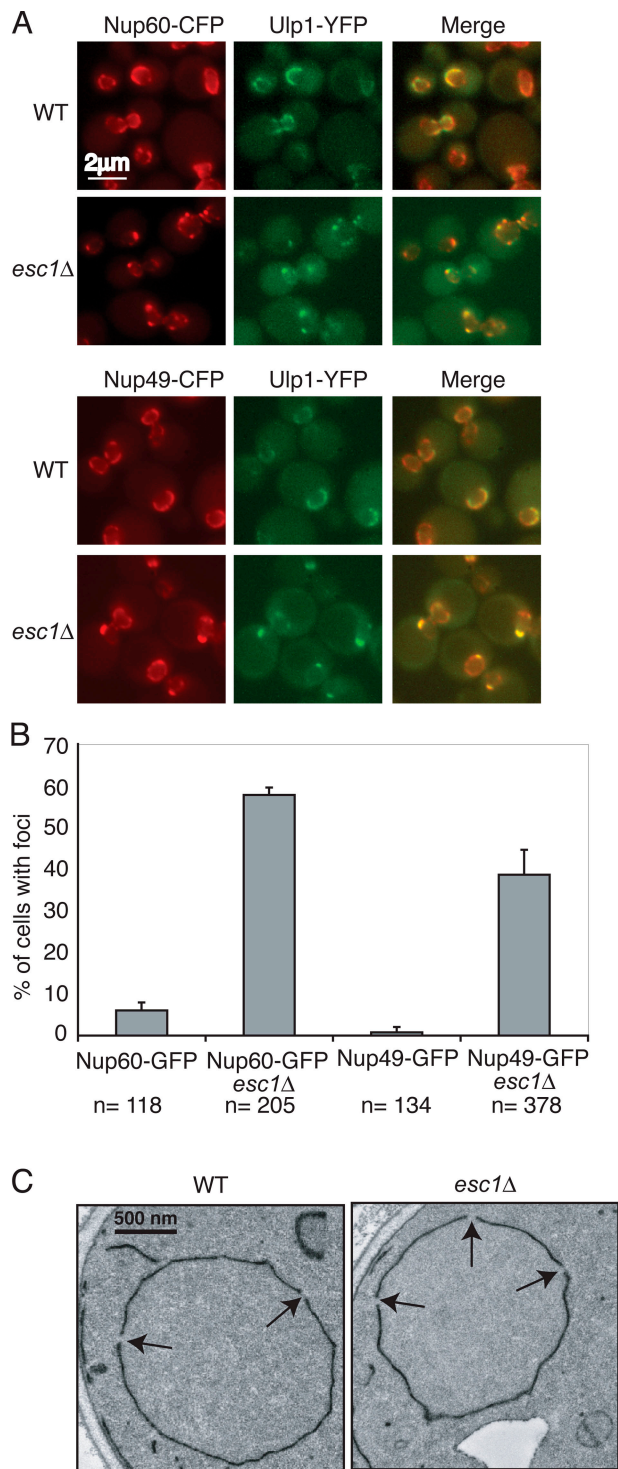 A
Nup60-CFP Ulp1-YFP Merge
WT
2μm
esc1Δ
Nup49-CFP Ulp1-YFP Merge
WT
esc1Δ
B
70
60
50
40
30
20
10
0
% of cells with foci
Nup60-GFP Nup60-GFP Nup49-GFP Nup49-GFP
esc1Δ esc1Δ
n= 118 n= 205 n= 134 n= 378
C
WT esc1Δ
500 nm